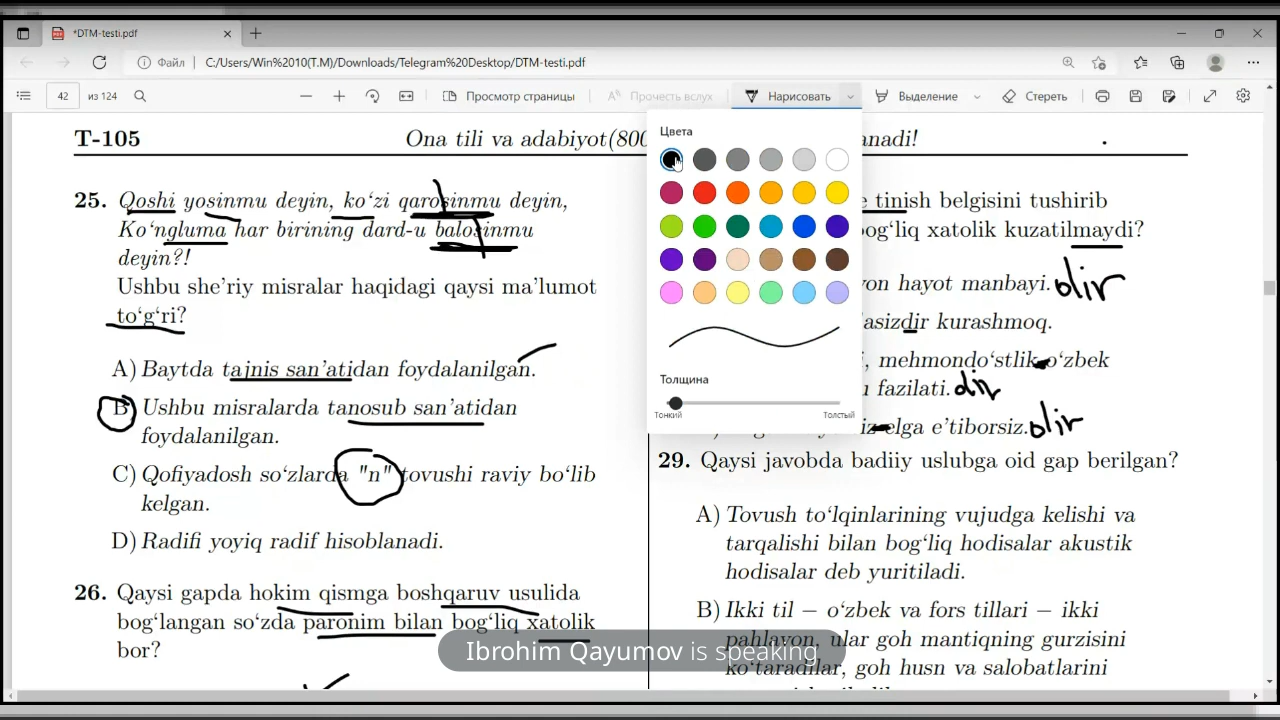 *DTM-testi.pdf
Файл C:/Users/Win%2010(T.M)/Downloads/Telegram%20Desktop/DTM-testi.pdf
42 из 124 Просмотр страницы Прочесть вслух Нарисовать Выделение Стереть
T-105 Ona tili va adabiyot(800 anadi!
25. Qoshi yosinmu deyin, ko‘zi qarosinmu deyin,
Ko‘ngluma har birining dard-u balosinmu
deyin?!
Ushbu she’riy misralar haqidagi qaysi ma’lumot
to‘g‘ri?
A) Baytda tajnis san’atidan foydalanilgan.
B) Ushbu misralarda tanosub san’atidan
foydalanilgan.
C) Qofiyadosh so‘zlarda "n" tovushi raviy bo‘lib
kelgan.
D) Radifi yoyiq radif hisoblanadi.
26. Qaysi gapda hokim qismga boshqaruv usulida
bog‘langan so‘zda paronim bilan bog‘liq xatolik
bor?
Цвета
Толщина
Тонкий Толстый
e tinish belgisini tushirib
bog‘liq xatolik kuzatilmaydi?
on hayot manbayi. dir
asizdir kurashmoq.
i, mehmondo‘stlik o‘zbek
fazilati. dir
z elga e’tiborsiz. dir
29. Qaysi javobda badiiy uslubga oid gap berilgan?
A) Tovush to‘lqinlarining vujudga kelishi va
tarqalishi bilan bog‘liq hodisalar akustik
hodisalar deb yuritiladi.
B) Ikki til − o‘zbek va fors tillari − ikki
pahlavon, ular goh mantiqning gurzisini
ko‘taradilar, goh husn va salobatlarini
Ibrohim Qayumov is speaking